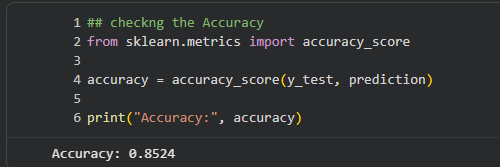 1 ## checkng the Accuracy
2 from sklearn.metrics import accuracy_score
3
4 accuracy = accuracy_score(y_test, prediction)
5
6 print("Accuracy:", accuracy)
Accuracy: 0.8524